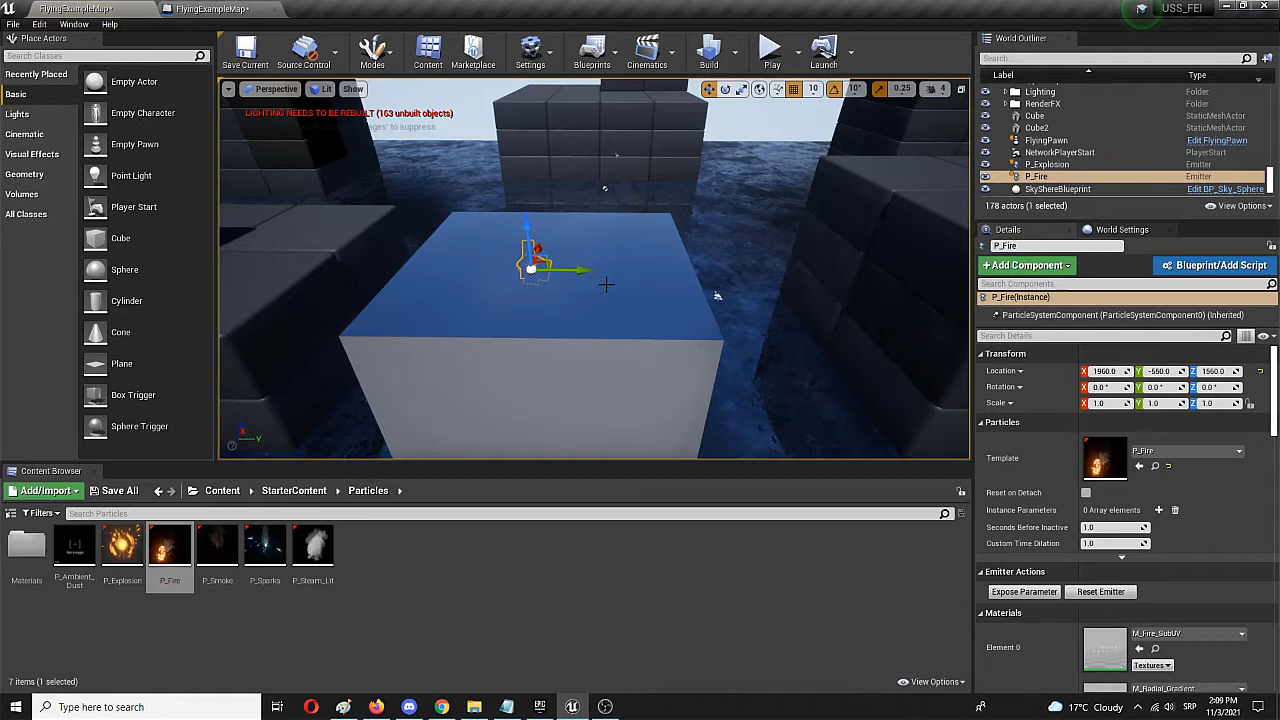 FlyingExampleMap*
FlyingExampleMap*
USS_FEI
File Edit Window Help
Place Actors
Search Classes
Recently Placed
Basic
Lights
Cinematic
Visual Effects
Geometry
Volumes
All Classes
Empty Actor
Empty Character
Empty Pawn
Point Light
Player Start
Cube
Sphere
Cylinder
Cone
Plane
Box Trigger
Sphere Trigger
Save Current
Source Control
Modes
Content
Marketplace
Settings
Blueprints
Cinematics
Build
Play
Launch
Perspective Lit Show
10 10° 0.25 4
LIGHTING NEEDS TO BE REBUILT (163 unbuilt objects)
to suppress
X Y Z
World Outliner
Search...
Label Type
Lighting Folder
RenderFX Folder
Cube StaticMeshActor
Cube2 StaticMeshActor
FlyingPawn Edit FlyingPawn
NetworkPlayerStart PlayerStart
P_Explosion Emitter
P_Fire Emitter
SkyShereBlueprint Edit BP_Sky_Sphere
178 actors (1 selected) View Options
Details World Settings
P_Fire
+ Add Component Blueprint/Add Script
Search Components
P_Fire(Instance)
ParticleSystemComponent (ParticleSystemComponent0) (Inherited)
Search Details
Transform
Location X 1960.0 Y -550.0 Z 1560.0
Rotation X 0.0 ° Y 0.0 ° Z 0.0 °
Scale X 1.0 Y 1.0 Z 1.0
Particles
Template P_Fire
Reset on Detach
Instance Parameters 0 Array elements
Seconds Before Inactive 1.0
Custom Time Dilation 1.0
Emitter Actions
Expose Parameter Reset Emitter
Materials
Element 0 M_Fire_SubUV
Textures
M_Radial_Gradient
Content Browser
Add/Import Save All Content StarterContent Particles
Filters Search Particles
Materials
P_Ambient_Dust
P_Explosion
P_Fire
P_Smoke
P_Sparks
P_Steam_Lit
7 items (1 selected) View Options
Type here to search
17°C Cloudy SRP 2:09 PM 11/3/2021